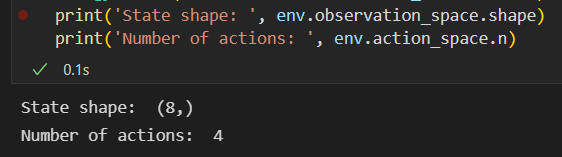 print('State shape: ', env.observation_space.shape)
print('Number of actions: ', env.action_space.n)
0.1s
State shape:  (8,)
Number of actions:  4